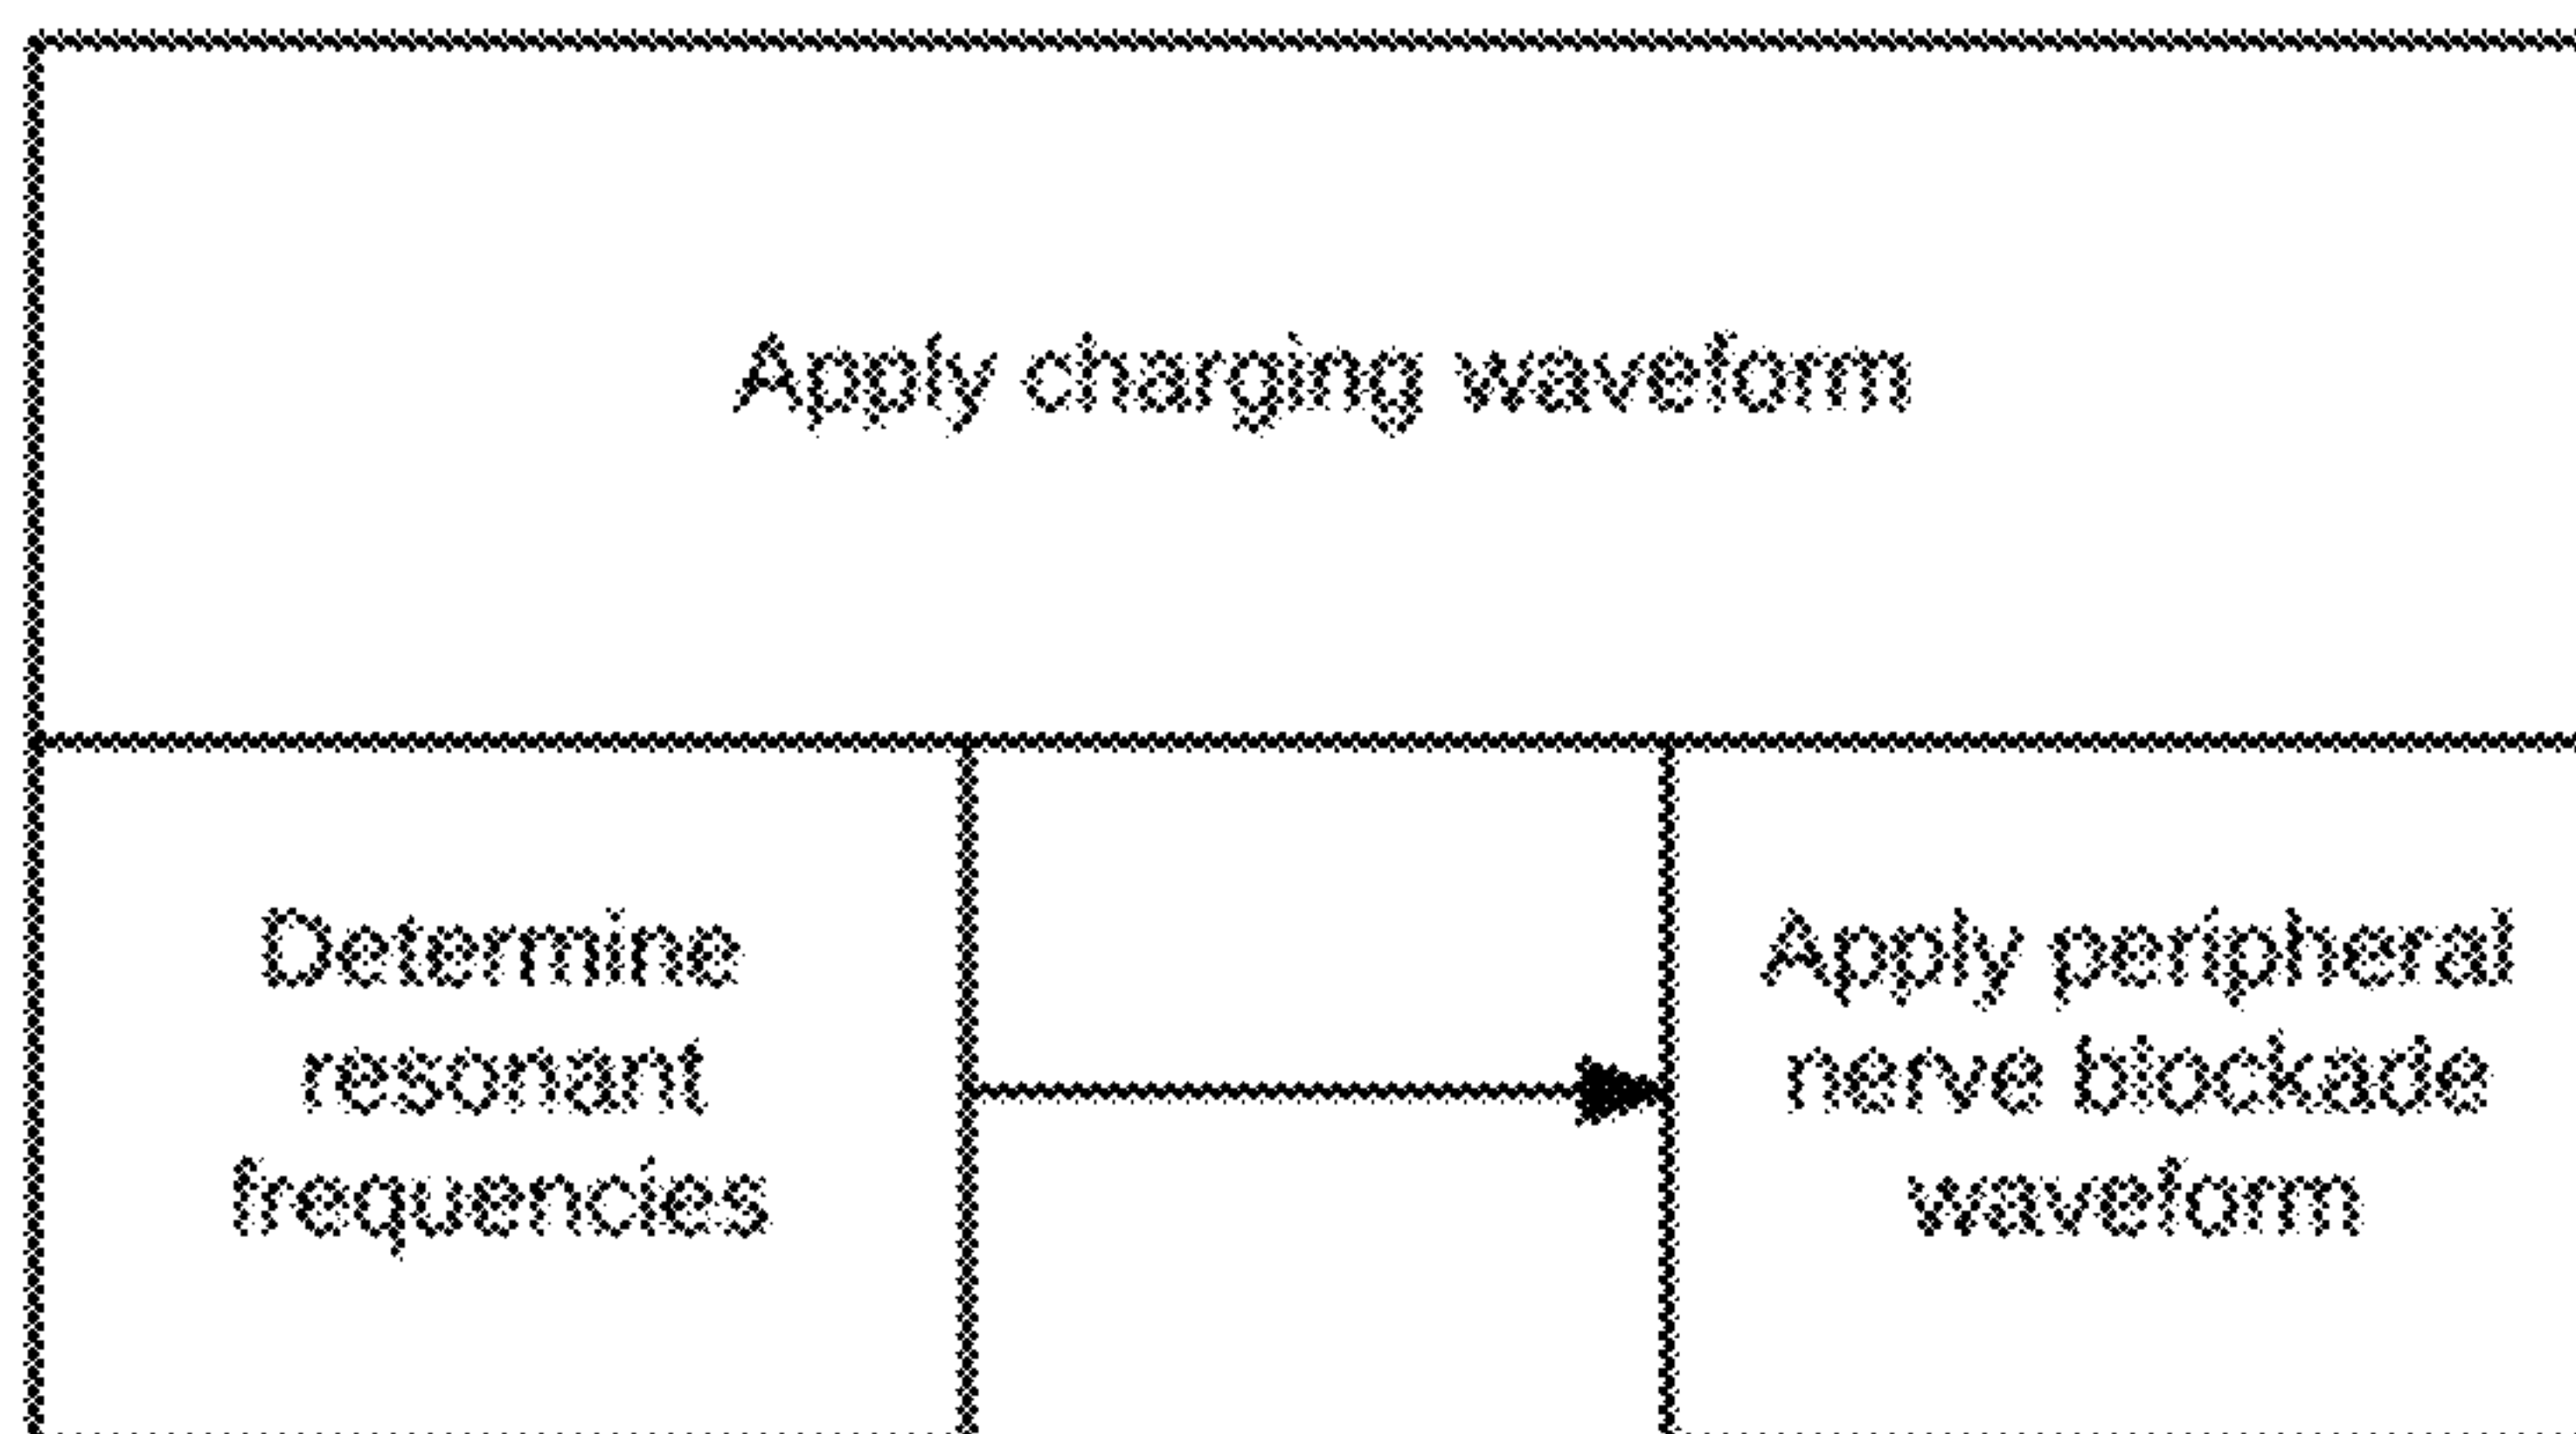 Apply charging waveform
Determine
resonant
frequencies
Apply peripheral
nerve blockade
waveform